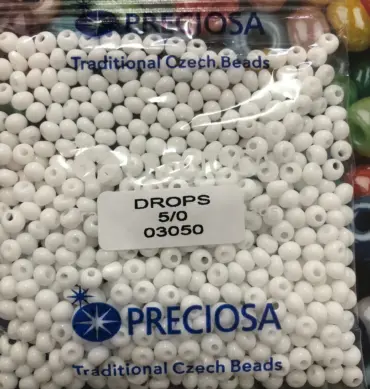 PRECIOSA
Traditional Czech Beads
DROPS
5/0
03050
PRECIOSA
Traditional Czech Beads